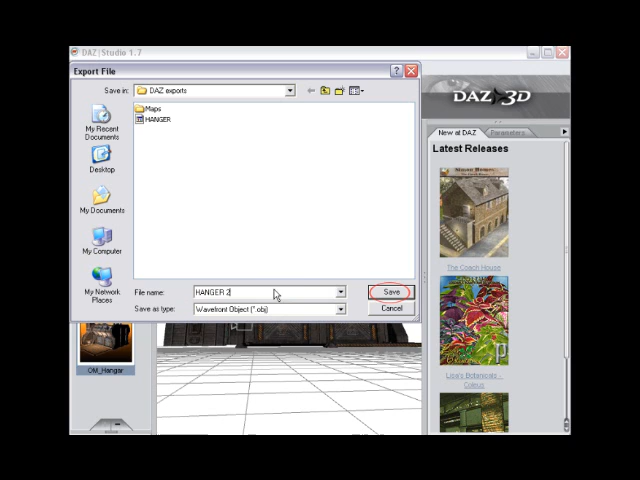 DAZ|Studio 1.7
Export File
Save in:
DAZ exports
Maps
HANGER
My Recent
Documents
Desktop
My Documents
My Computer
My Network
Places
File name:
HANGER 2
Save
Save as type:
Wavefront Object (*.obj)
Cancel
OM_Hangar
DAZ 3D
New at DAZ
Parameters
Latest Releases
The Coach House
Lisa's Botanicals -
Coleus